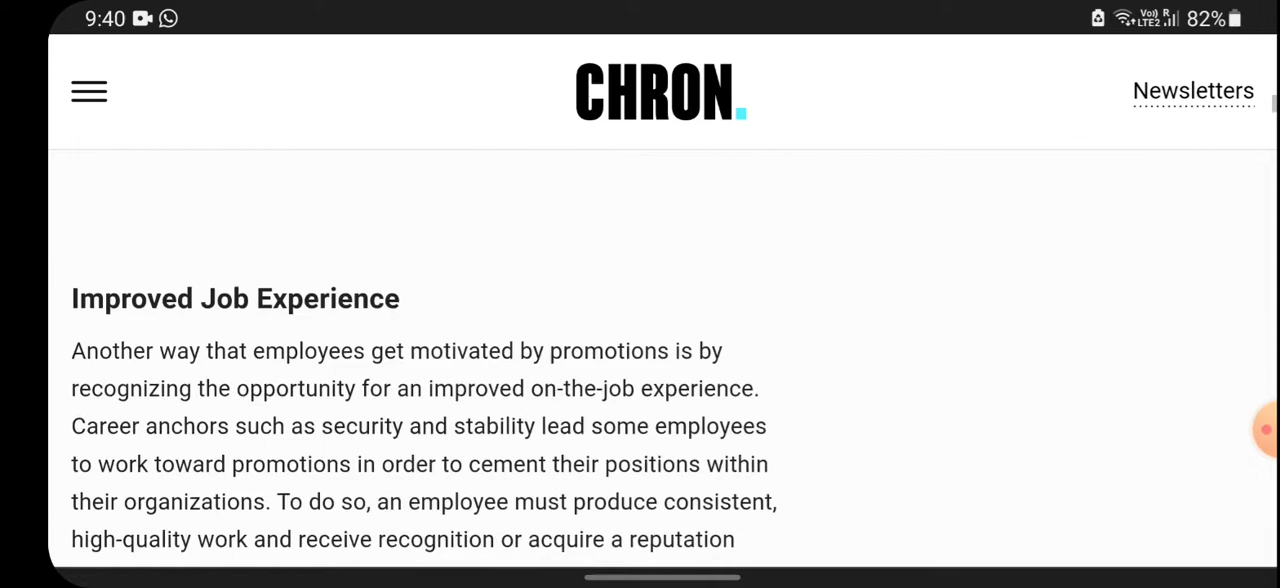 9:40 Vo)) R LTE2 82%
CHRON.
Newsletters
Improved Job Experience
Another way that employees get motivated by promotions is by
recognizing the opportunity for an improved on-the-job experience.
Career anchors such as security and stability lead some employees
to work toward promotions in order to cement their positions within
their organizations. To do so, an employee must produce consistent,
high-quality work and receive recognition or acquire a reputation